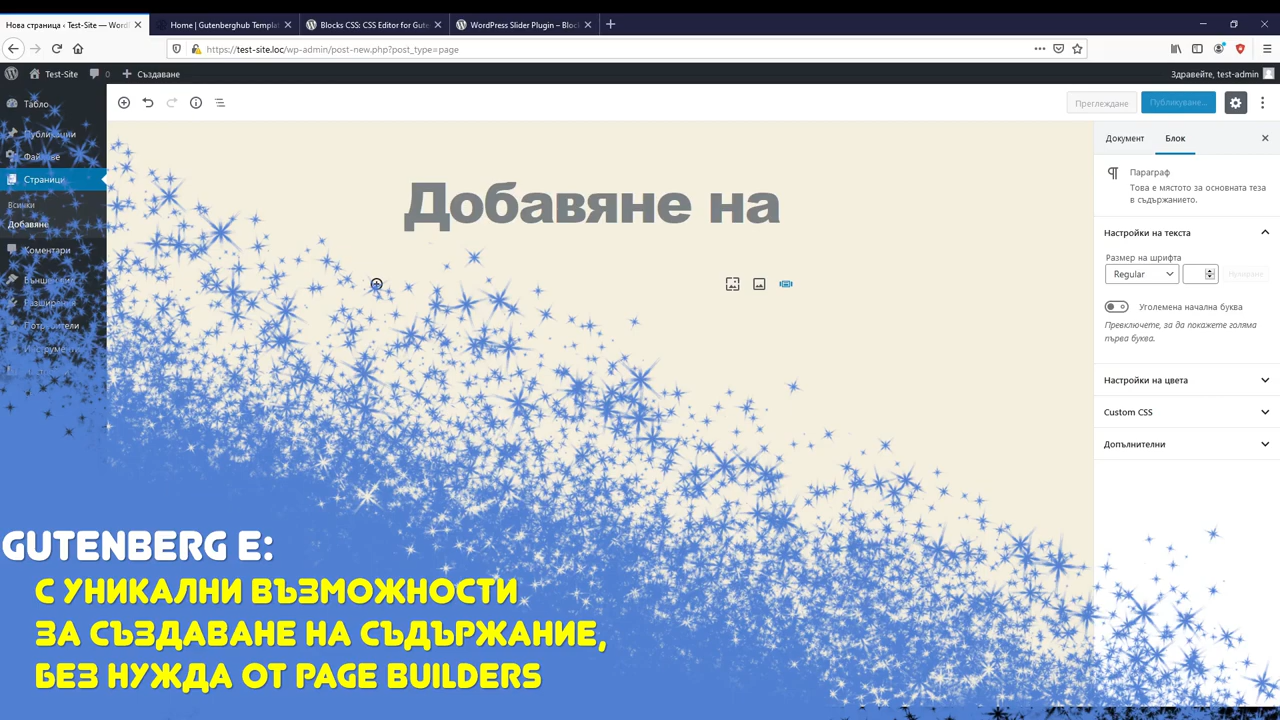 Нова страница ‹ Test-Site — Word
Home | Gutenberghub Templat
Blocks CSS: CSS Editor for Gute
WordPress Slider Plugin – Block
https://test-site.loc/wp-admin/post-new.php?post_type=page
Test-Site
0
Създаване
Здравейте, test-admin
Табло
Публикации
Файлове
Страници
Всички
Добавяне
Коментари
Потребители
Преглеждане
Публикуване...
Документ
Блок
Параграф
Това е мястото за основната теза
в съдържанието.
Настройки на текста
Размер на шрифта
Regular
Нулиране
Уголемена начална буква
Превключете, за да покажете голяма
първа буква.
Настройки на цвета
Custom CSS
Допълнителни
Добавяне на
GUTENBERG Е:
С УНИКАЛНИ ВЪЗМОЖНОСТИ
ЗА СЪЗДАВАНЕ НА СЪДЪРЖАНИЕ,
БЕЗ НУЖДА ОТ PAGE BUILDERS